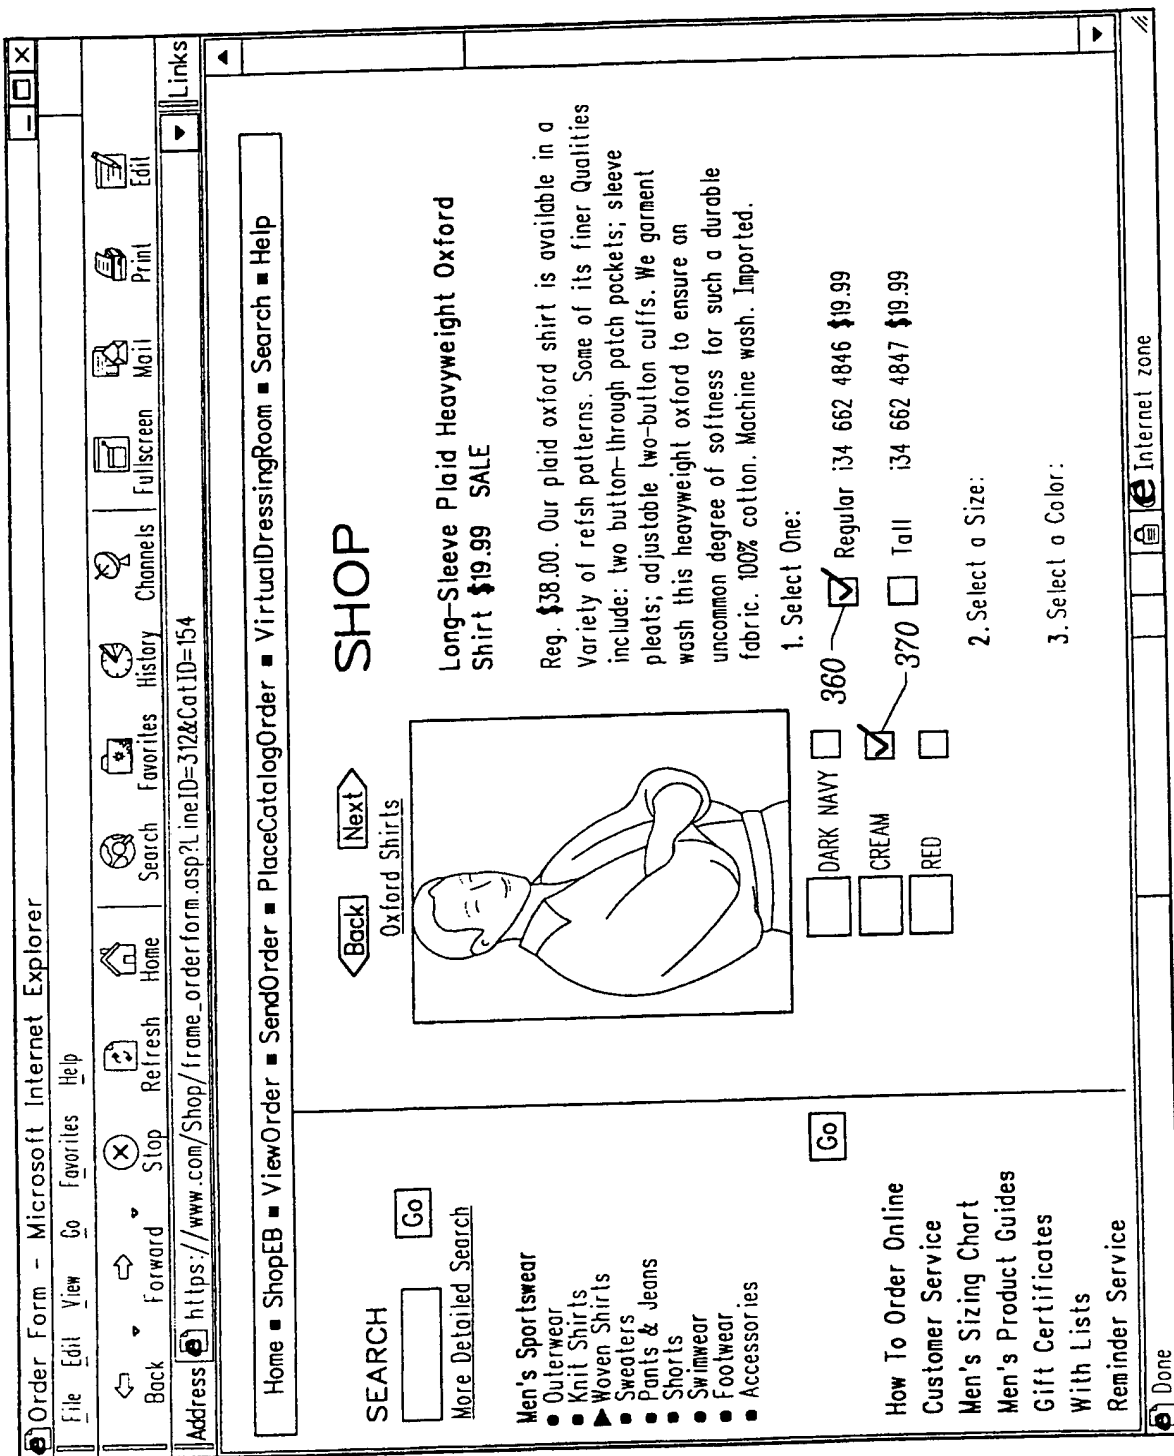 Order Form - Microsoft Internet Explorer
File Edit View Go Favorites Help
Back Forward Stop Refresh Home Search Favorites History Channels Fullscreen Mail Print Edit
Address https://www.com/Shop/frame_orderform.asp?LineID=312&CatID=154 Links
Home ■ ShopEB ■ ViewOrder ■ SendOrder ■ PlaceCatalogOrder ■ VirtualDressingRoom ■ Search ■ Help
SEARCH
Go
More Detailed Search
Men's Sportswear
• Outerwear
• Knit Shirts
▶ Woven Shirts
• Sweaters
• Pants & Jeans
• Shorts
• Swimwear
• Footwear
• Accessories
Go
How To Order Online
Customer Service
Men's Sizing Chart
Men's Product Guides
Gift Certificates
With Lists
Reminder Service
Back Next
Oxford Shirts
DARK NAVY
CREAM
RED
SHOP
Long-Sleeve Plaid Heavyweight Oxford
Shirt $19.99 SALE
Reg. $38.00. Our plaid oxford shirt is available in a
Variety of refsh patterns. Some of its finer Qualities
include: two button-through patch pockets; sleeve
pleats; adjustable two-button cuffs. We garment
wash this heavyweight oxford to ensure an
uncommon degree of softness for such a durable
fabric. 100% cotton. Machine wash. Imported.
1. Select One:
360 Regular i34 662 4846 $19.99
370 Tall i34 662 4847 $19.99
2. Select a Size:
3. Select a Color:
Done Internet zone